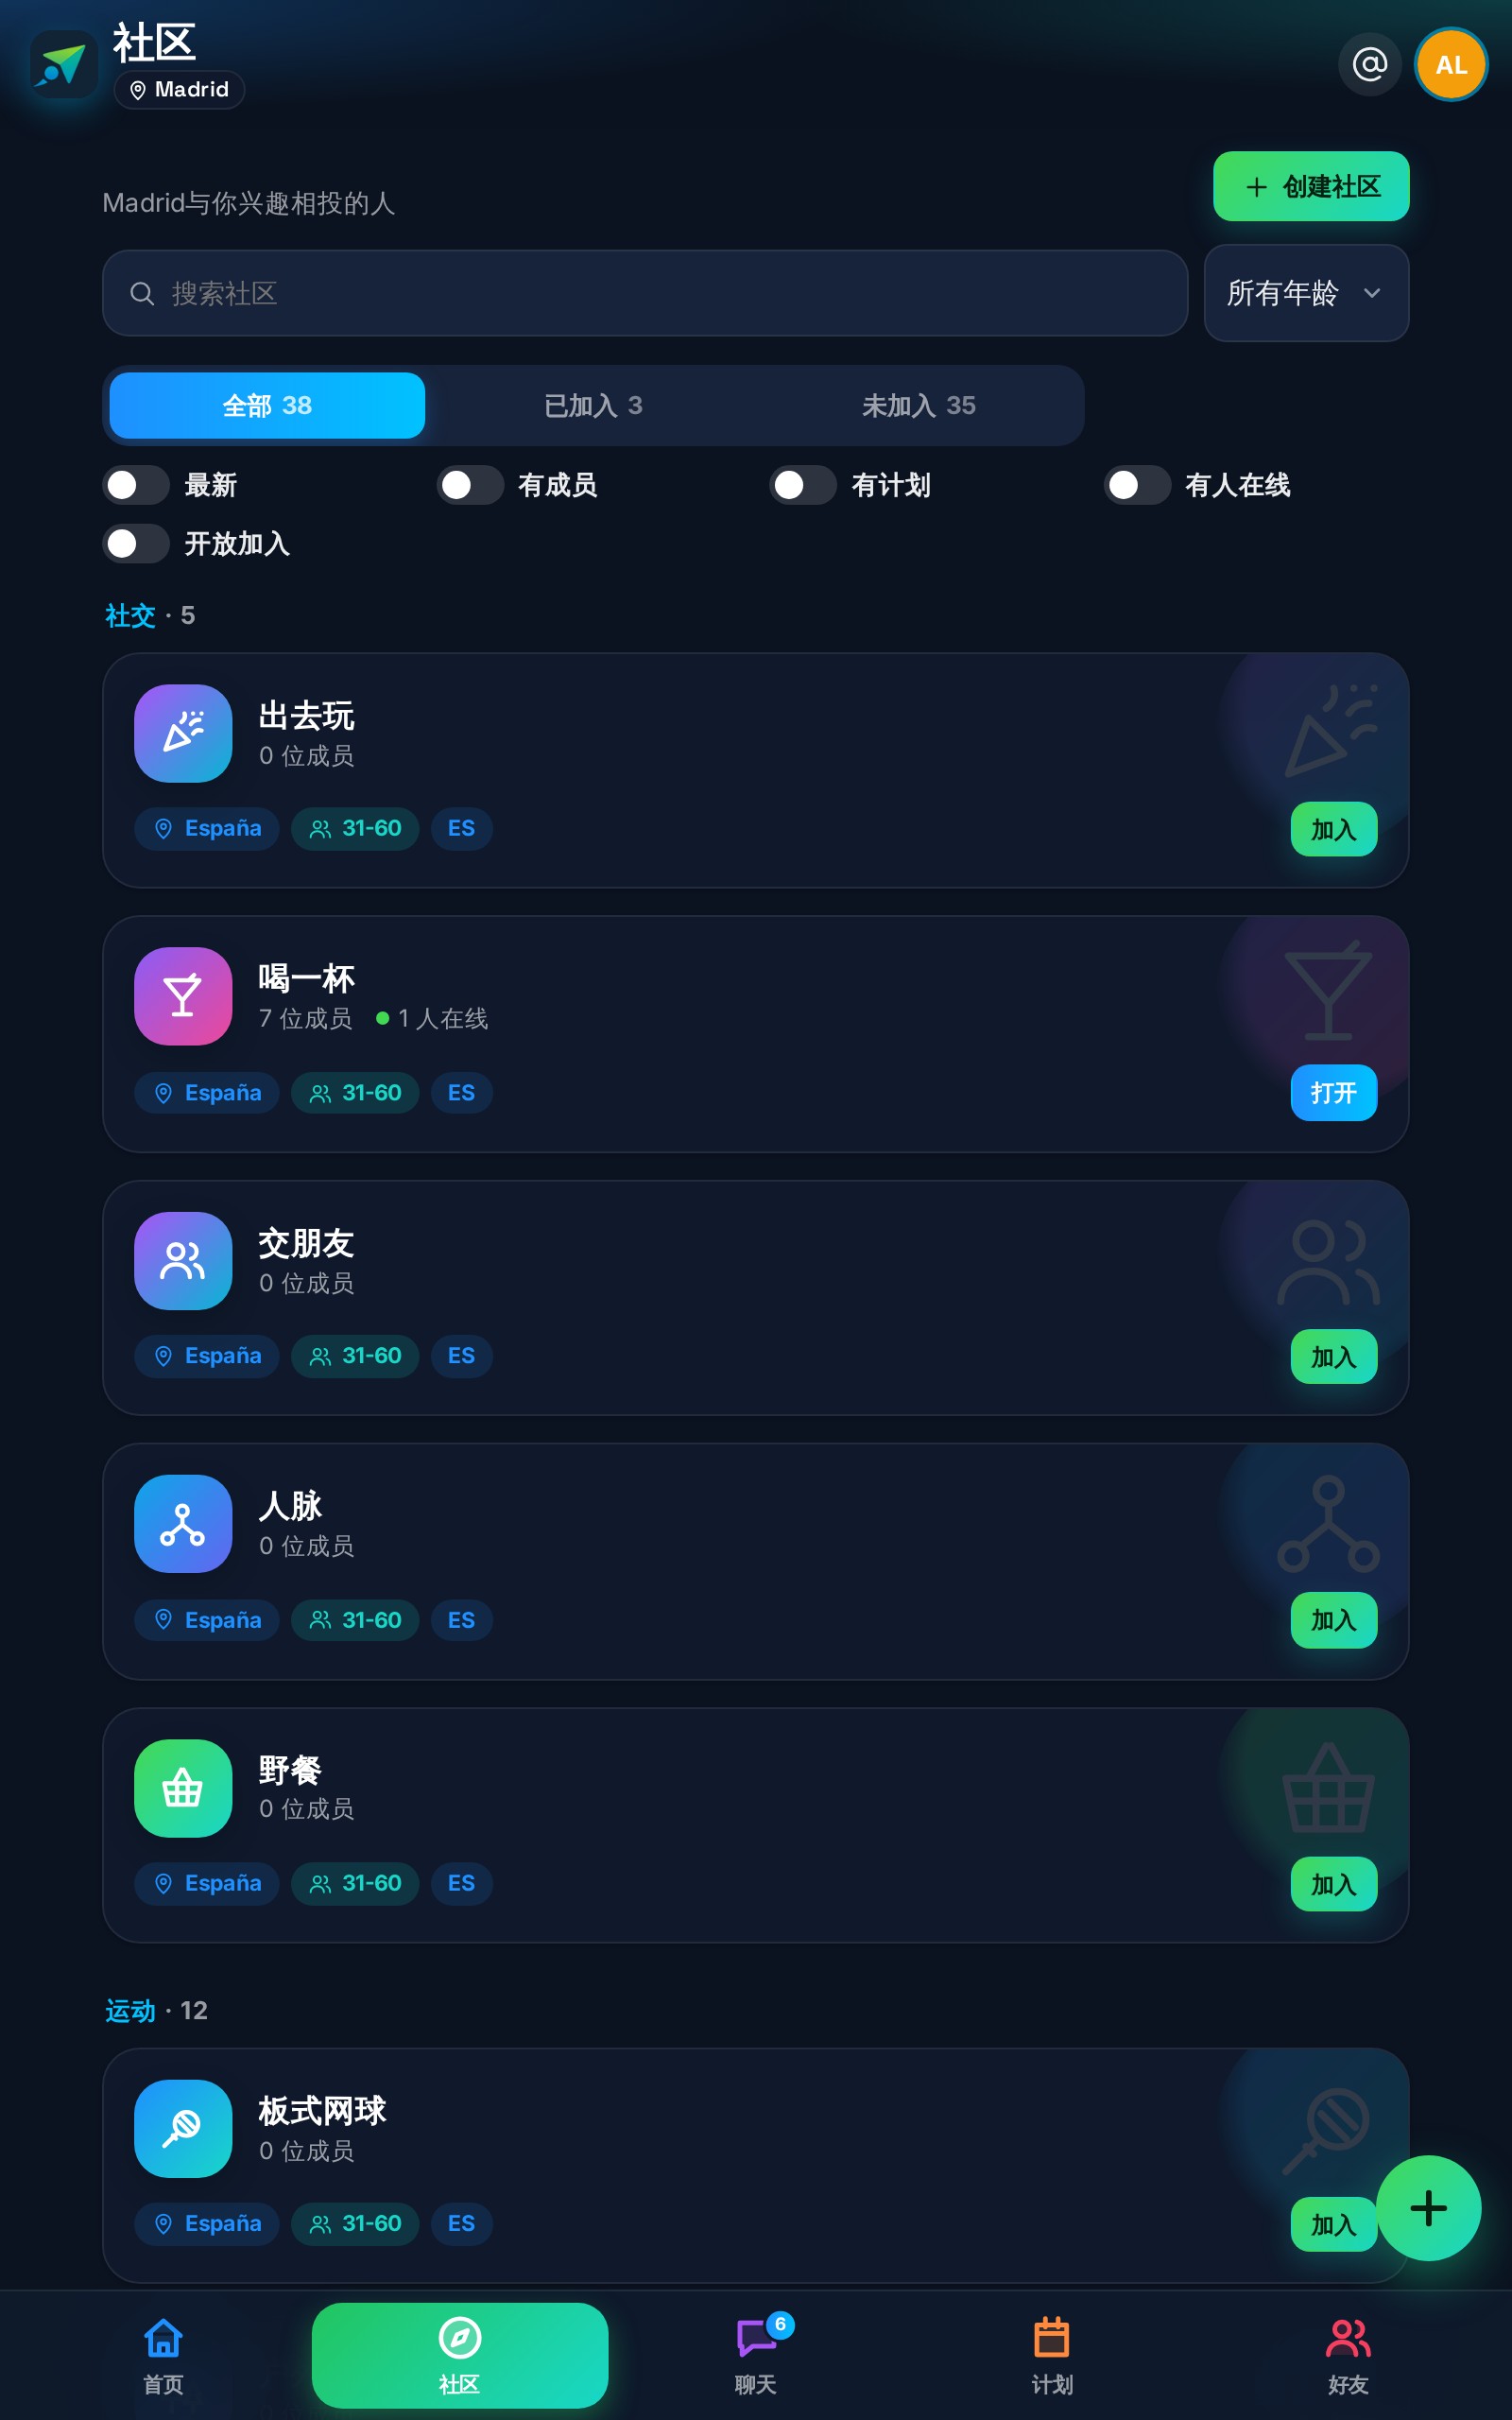 社区
Madrid
AL
Madrid与你兴趣相投的人
创建社区
搜索社区
所有年龄
全部 38
已加入 3
未加入 35
最新
有成员
有计划
有人在线
开放加入
社交 · 5
出去玩
0 位成员
España
31-60
ES
加入
喝一杯
7 位成员
1 人在线
España
31-60
ES
打开
交朋友
0 位成员
España
31-60
ES
加入
人脉
0 位成员
España
31-60
ES
加入
野餐
0 位成员
España
31-60
ES
加入
运动 · 12
板式网球
0 位成员
España
31-60
ES
加入
首页
社区
6
聊天
计划
好友